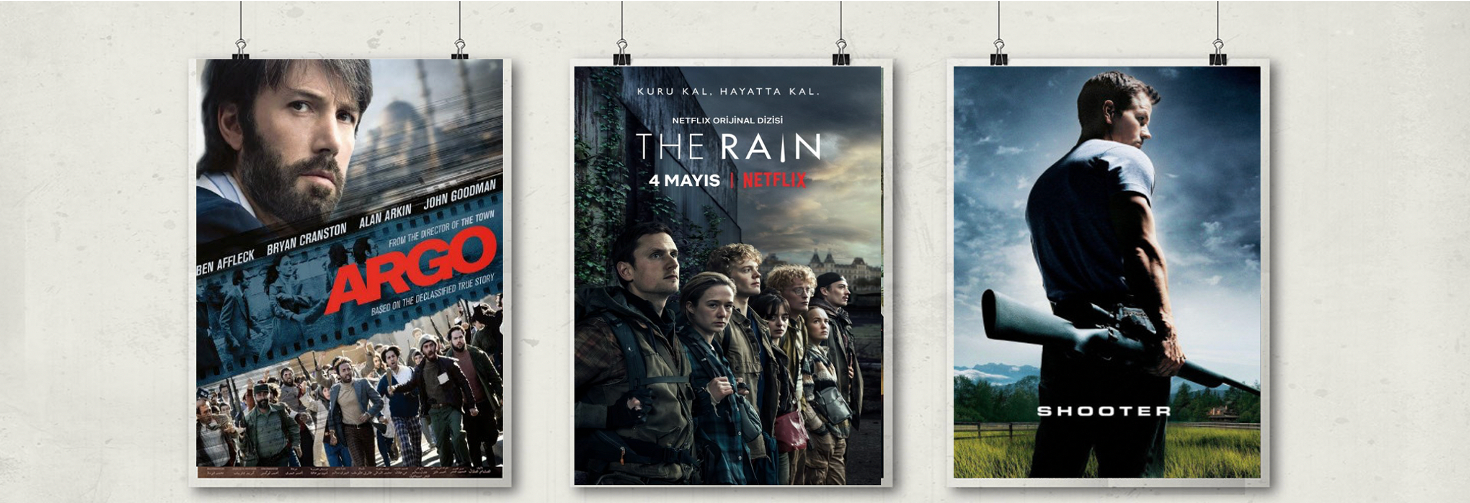 BEN AFFLECK BRYAN CRANSTON ALAN ARKIN JOHN GOODMAN
FROM THE DIRECTOR OF THE TOWN
ARGO
BASED ON THE DECLASSIFIED TRUE STORY
KURU KAL, HAYATTA KAL.
NETFLIX ORİJİNAL DİZİSİ
THE RAIN
4 MAYIS | NETFLIX
SHOOTER